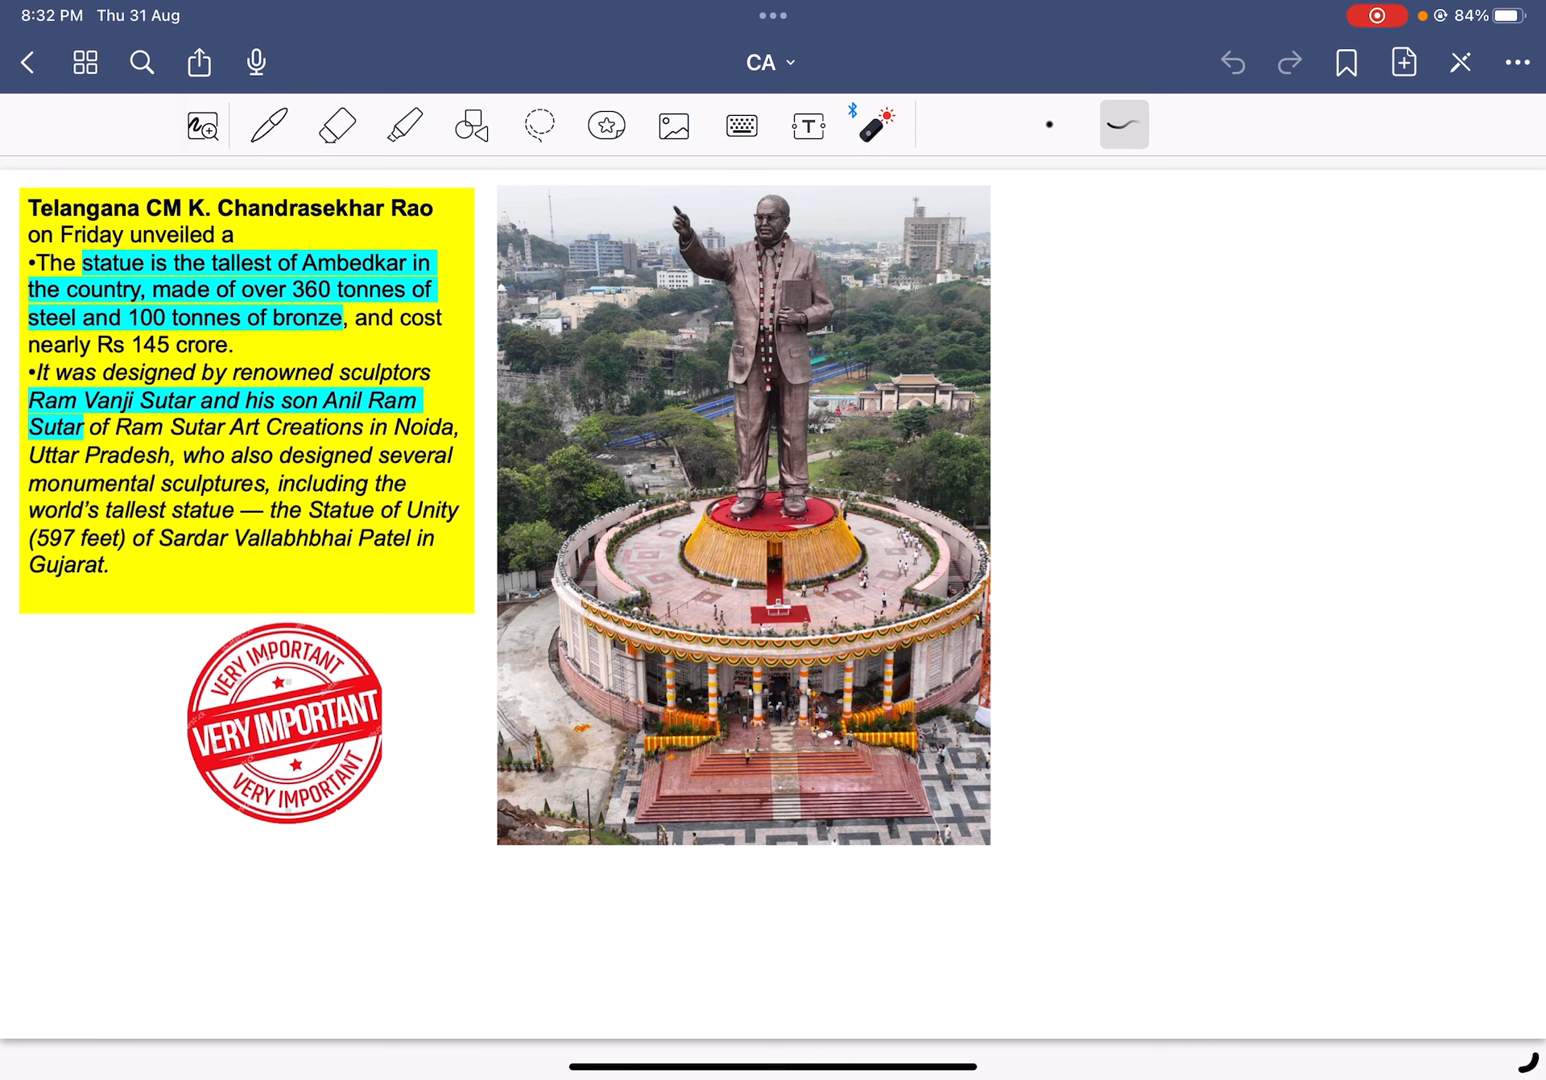 8:32 PM Thu 31 Aug
84%
CA
T
Telangana CM K. Chandrasekhar Rao
on Friday unveiled a
•The statue is the tallest of Ambedkar in
the country, made of over 360 tonnes of
steel and 100 tonnes of bronze, and cost
nearly Rs 145 crore.
•It was designed by renowned sculptors
Ram Vanji Sutar and his son Anil Ram
Sutar of Ram Sutar Art Creations in Noida,
Uttar Pradesh, who also designed several
monumental sculptures, including the
world's tallest statue — the Statue of Unity
(597 feet) of Sardar Vallabhbhai Patel in
Gujarat.
VERY IMPORTANT
VERY IMPORTANT
VERY IMPORTANT